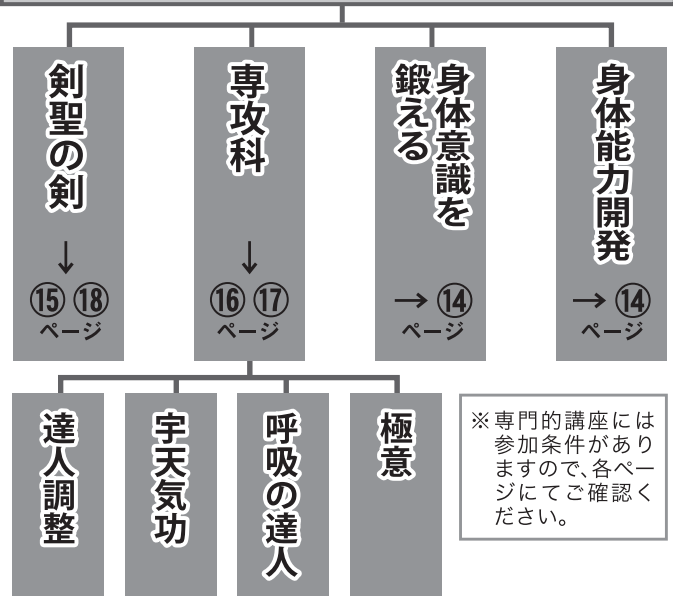 身体能力開発
→⑭
ページ
身体意識を
鍛える
→⑭
ページ
専攻科
↓
⑯⑰
ページ
剣聖の剣
↓
⑮⑱
ページ
極意
呼吸の達人
宇天気功
達人調整
※専門的講座には
参加条件があり
ますので、各ペー
ジにてご確認く
ださい。